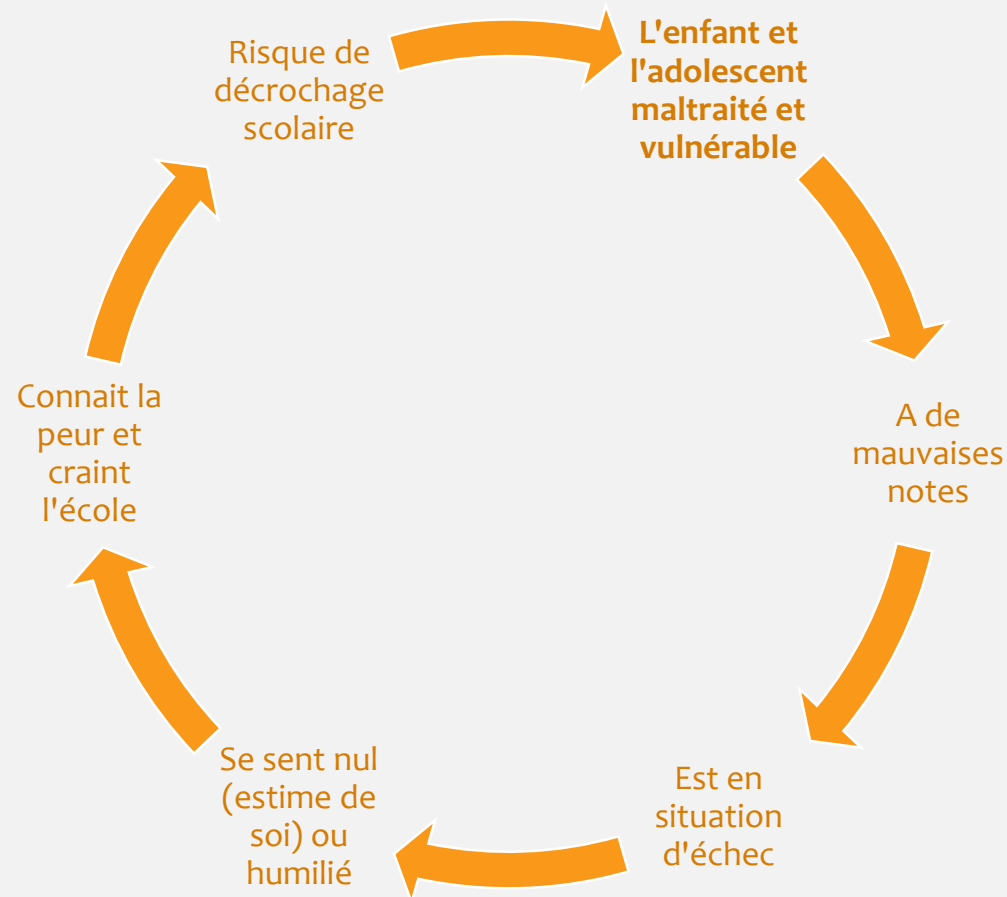 L'enfant et
l'adolescent
maltraité et
vulnérable
A de
mauvaises
notes
Est en
situation
d'échec
Se sent nul
(estime de
soi) ou
humilié
Connait la
peur et
craint
l'école
Risque de
décrochage
scolaire